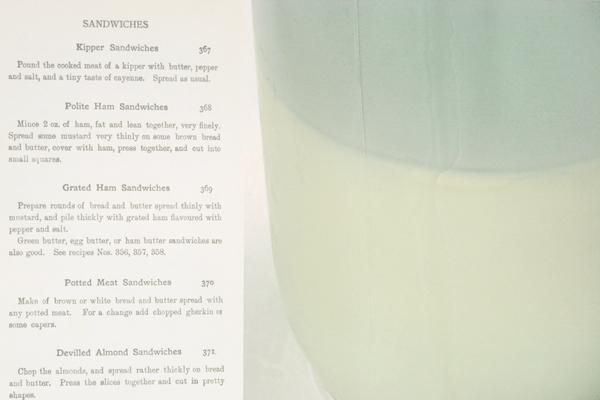 SANDWICHES
Kipper Sandwiches 367
Pound the cooked meat of a kipper with butter, pepper
and salt, and a tiny taste of cayenne. Spread as usual.
Polite Ham Sandwiches 368
Mince 2 oz. of ham, fat and lean together, very finely.
Spread some mustard very thinly on some brown bread
and butter, cover with ham, press together, and cut into
small squares.
Grated Ham Sandwiches 369
Prepare rounds of bread and butter spread thinly with
mustard, and pile thickly with grated ham flavoured with
pepper and salt.
Green butter, egg butter, or ham butter sandwiches are
also good. See recipes Nos. 356, 357, 358.
Potted Meat Sandwiches 370
Make of brown or white bread and butter spread with
any potted meat. For a change add chopped gherkin or
some capers.
Devilled Almond Sandwiches 371
Chop the almonds, and spread rather thickly on bread
and butter. Press the slices together and cut in pretty
shapes.